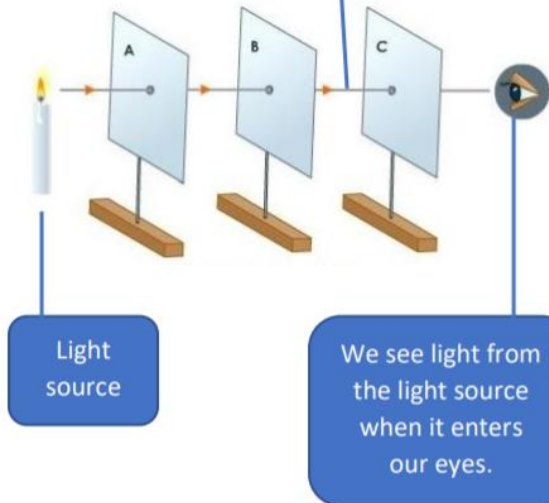 A
B
C
Light
source
We see light from
the light source
when it enters
our eyes.